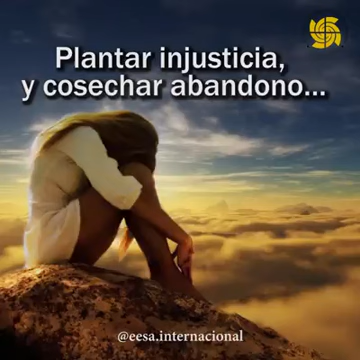 Plantar injusticia,
y cosechar abandono...
@eesa.internacional